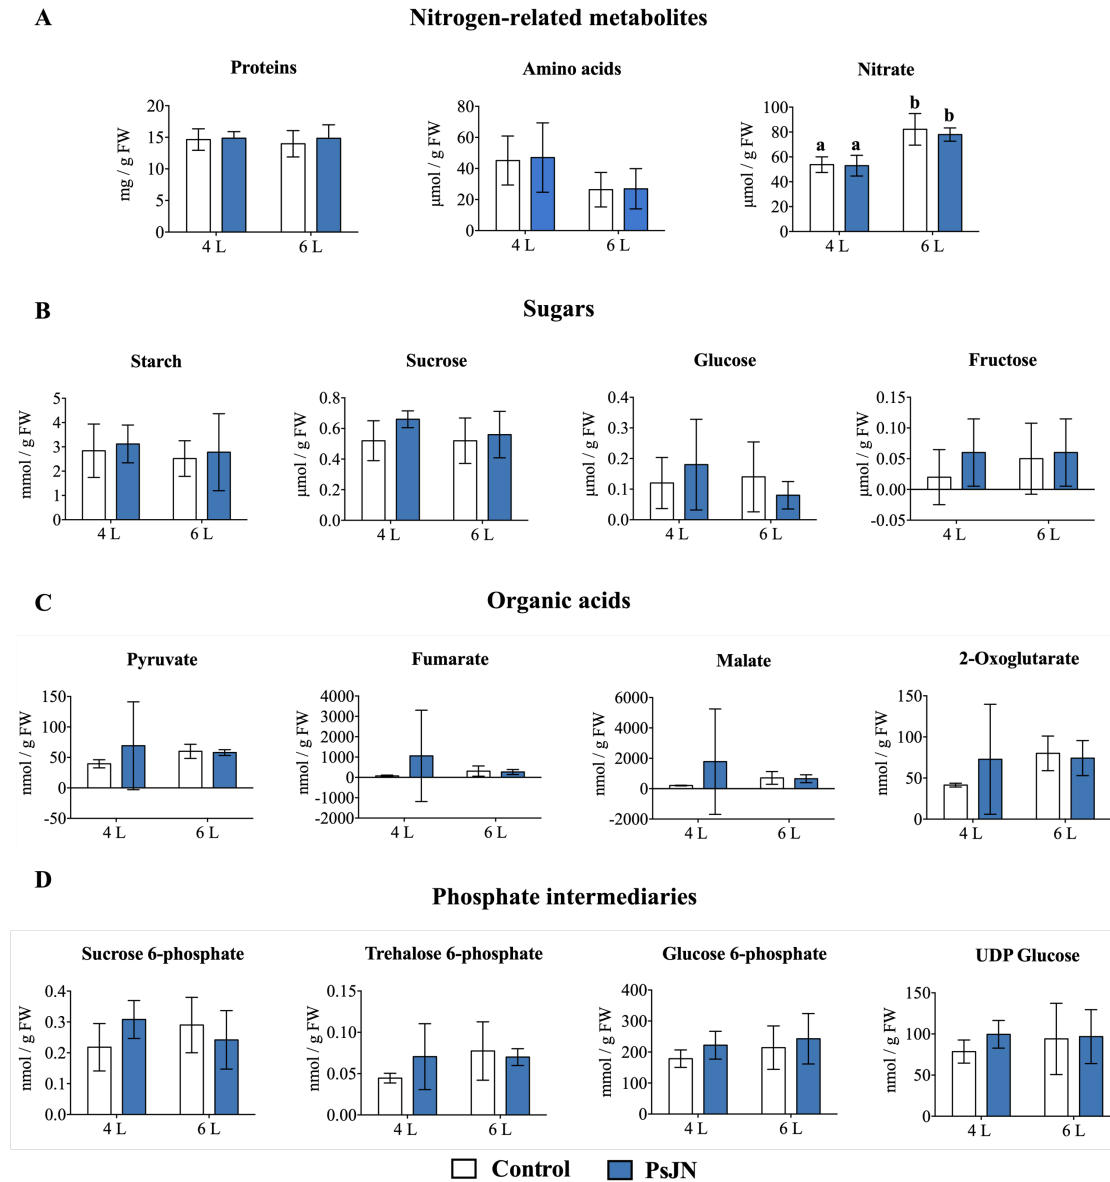 A
Nitrogen-related metabolites
Proteins
mg / g FW
20
15
10
5
0
4 L
6 L
Amino acids
μmol / g FW
80
60
40
20
0
4 L
6 L
Nitrate
μmol / g FW
100
80
60
40
20
0
a
a
b
b
4 L
6 L
B
Sugars
Starch
mmol / g FW
5
4
3
2
1
0
4 L
6 L
Sucrose
μmol / g FW
0.8
0.6
0.4
0.2
0.0
4 L
6 L
Glucose
μmol / g FW
0.4
0.3
0.2
0.1
0.0
4 L
6 L
Fructose
μmol / g FW
0.15
0.10
0.05
0.00
-0.05
4 L
6 L
C
Organic acids
Pyruvate
nmol / g FW
150
100
50
0
-50
4 L
6 L
Fumarate
nmol / g FW
4000
3000
2000
1000
0
-1000
-2000
4 L
6 L
Malate
nmol / g FW
6000
4000
2000
0
-2000
4 L
6 L
2-Oxoglutarate
nmol / g FW
150
100
50
0
4 L
6 L
D
Phosphate intermediaries
Sucrose 6-phosphate
nmol / g FW
0.4
0.3
0.2
0.1
0.0
4 L
6 L
Trehalose 6-phosphate
nmol / g FW
0.15
0.10
0.05
0.00
4 L
6 L
Glucose 6-phosphate
nmol / g FW
400
300
200
100
0
4 L
6 L
UDP Glucose
nmol / g FW
150
100
50
0
4 L
6 L
Control
PsJN